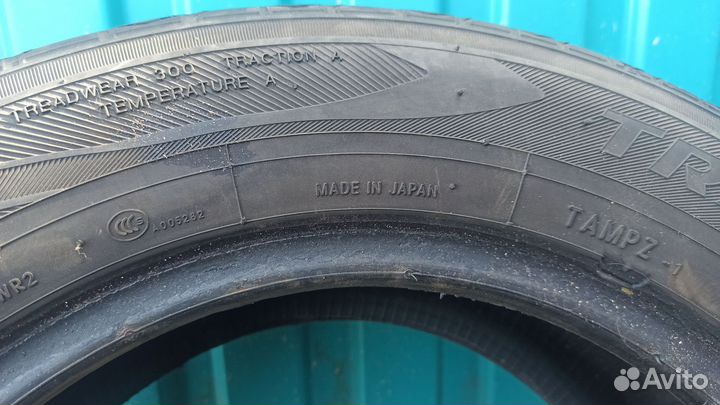 TREADWEAR 300 TRACTION A
TEMPERATURE A
TR
MADE IN JAPAN
A005282
TAMPZ -1
WR2
Avito